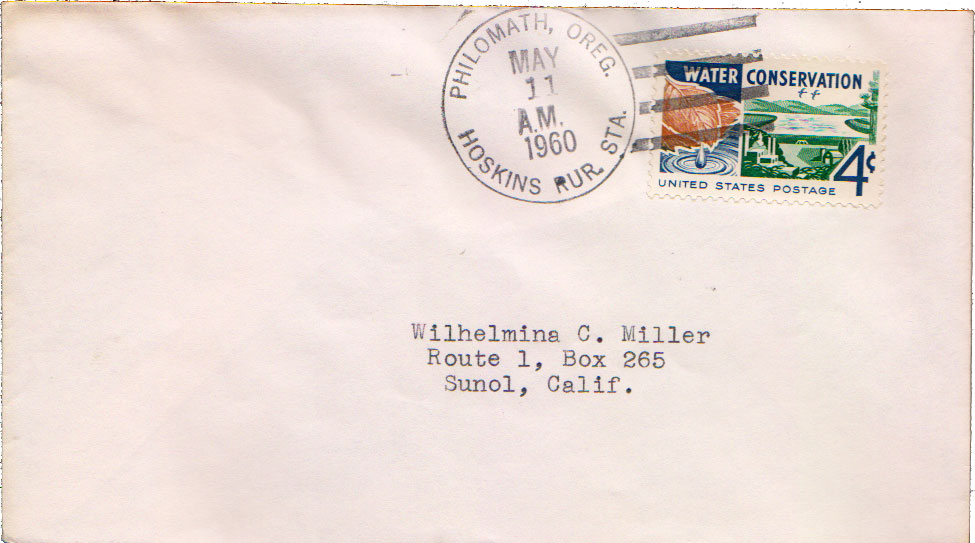 PHILOMATH, OREG.
MAY
11
A.M.
1960
HOSKINS RUR. STA.
WATER CONSERVATION
4¢
UNITED STATES POSTAGE
Wilhelmina C. Miller
Route 1, Box 265
Sunol, Calif.